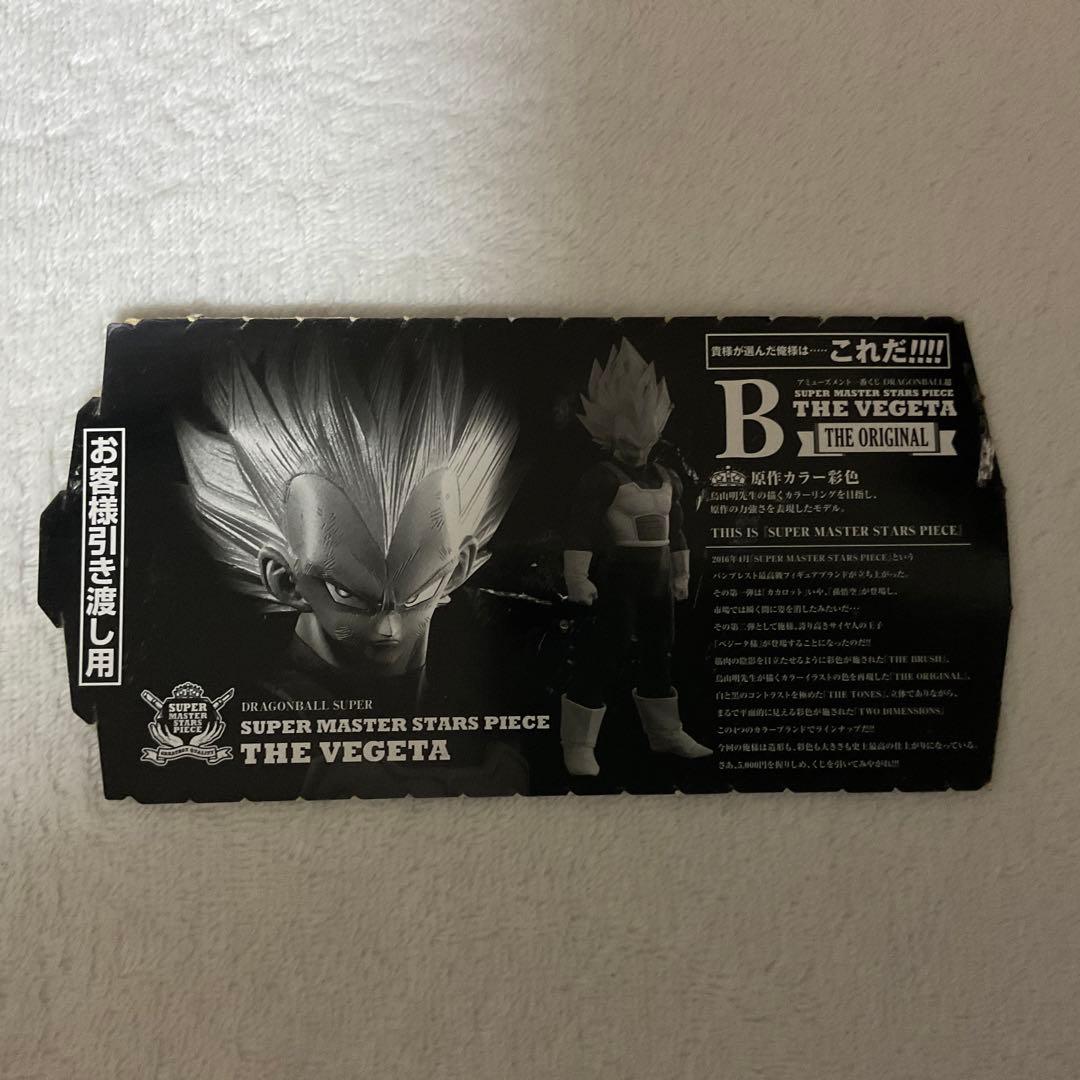 お客様引き渡し用
SUPER
MASTER
STARS
PIECE
GREATEST QUALITY
DRAGONBALL SUPER
SUPER MASTER STARS PIECE
THE VEGETA
貴様が選んだ俺様は……これだ!!!!
B
アミューズメント一番くじ DRAGONBALL超
SUPER MASTER STARS PIECE
THE VEGETA
THE ORIGINAL
原作カラー彩色
鳥山明先生の描くカラーリングを目指し、
原作の力強さを表現したモデル。
THIS IS『SUPER MASTER STARS PIECE』
2016年4月『SUPER MASTER STARS PIECE』という
バンプレスト最高級フィギュアブランドが立ち上がった。
その第一弾は「カカロット」いや、「孫悟空」が登場し、
市場では瞬く間に姿を消したみたいだ…
その第二弾として俺様、誇り高きサイヤ人の王子
「ベジータ様」が登場することになったのだ!!
筋肉の陰影を目立たせるように彩色が施された「THE BRUSH」、
鳥山明先生が描くカラーイラストの色を再現した「THE ORIGINAL」、
白と黒のコントラストを極めた「THE TONES」、立体でありながら、
まるで平面的に見える彩色が施された「TWO DIMENSIONS」
この4つのカラーブランドでラインナップだ!!
今回の俺様は造形も、彩色も大きさも史上最高の仕上がりになっている。
さあ、5,000円を握りしめ、くじを引いてみやがれ!!!